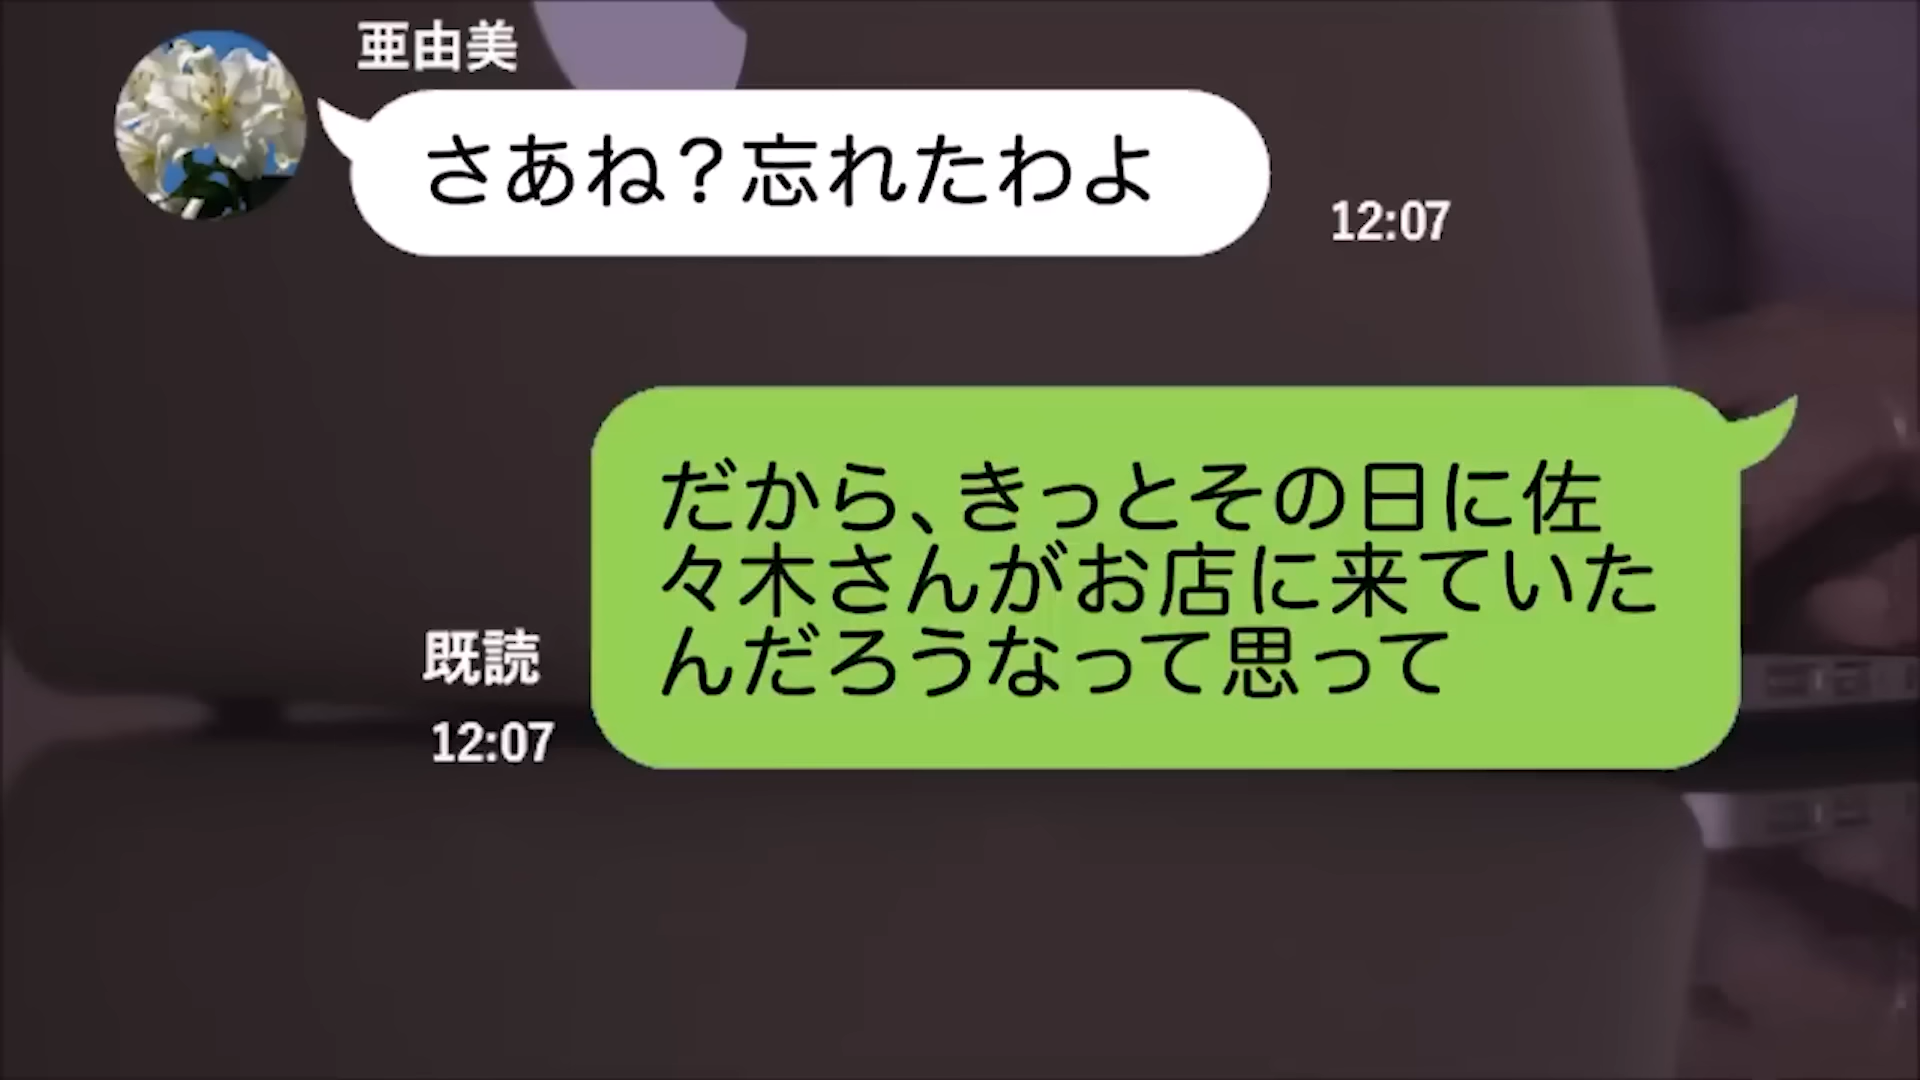 亜由美
さあね？忘れたわよ
12:07
だから、きっとその日に佐
々木さんがお店に来ていた
んだろうなって思って
既読
12:07